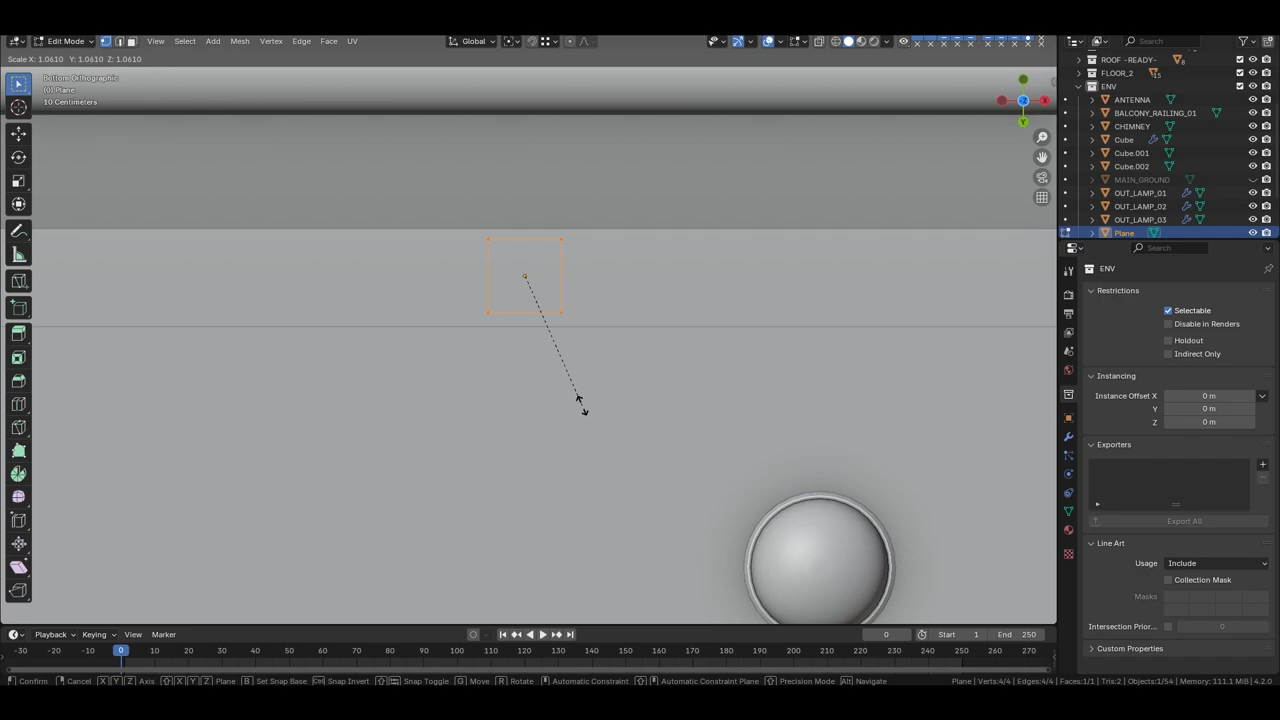 Edit Mode View Select Add Mesh Vertex Edge Face UV Global Search
Scale X: 1.0610 Y: 1.0610 Z: 1.0610
Bottom Orthographic
(0) Plane
10 Centimeters
X
Y
-Z
ROOF -READY- 8
FLOOR_2 15
ENV
ANTENNA
BALCONY_RAILING_01
CHIMNEY
Cube
Cube.001
Cube.002
MAIN_GROUND
OUT_LAMP_01
OUT_LAMP_02
OUT_LAMP_03
Plane
Search
ENV
Restrictions
Selectable
Disable in Renders
Holdout
Indirect Only
Instancing
Instance Offset X 0 m
Y 0 m
Z 0 m
Exporters
Export All
Line Art
Usage Include
Collection Mask
Masks
Intersection Prior... 0
Custom Properties
Playback Keying View Marker 0 Start 1 End 250
-30 -20 -10 0 10 20 30 40 50 60 70 80 90 100 110 120 130 140 150 160 170 180 190 200 210 220 230 240 250 260 270
Confirm Cancel X Y Z Axis X Y Z Plane B Set Snap Base Ctrl Snap Invert Snap Toggle G Move R Rotate Automatic Constraint Automatic Constraint Plane Precision Mode Alt Navigate Plane | Verts:4/4 | Edges:4/4 | Faces:1/1 | Tris:2 | Objects:1/54 | Memory: 111.1 MiB | 4.2.0